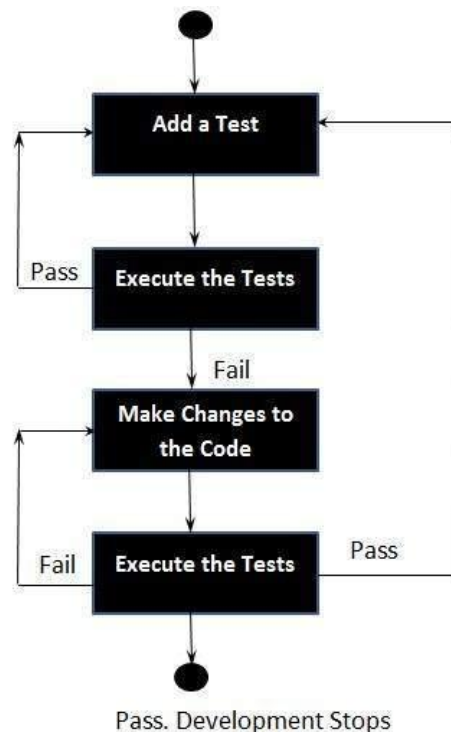 Add a Test
Pass
Execute the Tests
Fail
Make Changes to
the Code
Fail
Execute the Tests
Pass
Pass. Development Stops